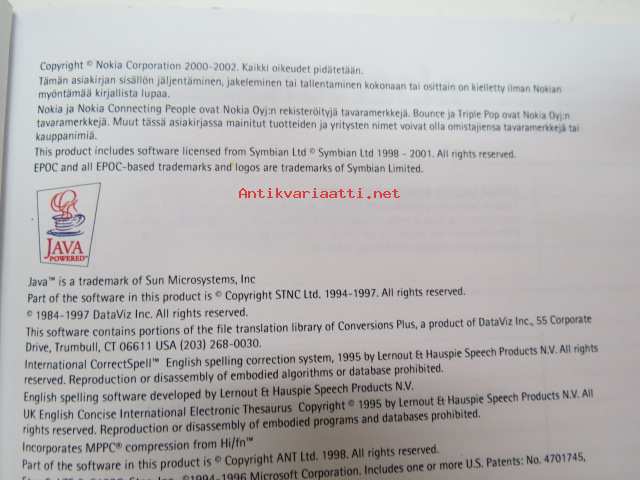 Copyright © Nokia Corporation 2000-2002. Kaikki oikeudet pidätetään.
Tämän asiakirjan sisällön jäljentäminen, jakeleminen tai tallentaminen kokonaan tai osittain on kielletty ilman Nokian
myöntämää kirjallista lupaa.
Nokia ja Nokia Connecting People ovat Nokia Oyj:n rekisteröityjä tavaramerkkejä. Bounce ja Triple Pop ovat Nokia Oyj:n
tavaramerkkejä. Muut tässä asiakirjassa mainitut tuotteiden ja yritysten nimet voivat olla omistajiensa tavaramerkkejä tai
kauppanimiä.
This product includes software licensed from Symbian Ltd © Symbian Ltd 1998 - 2001. All rights reserved.
EPOC and all EPOC-based trademarks and logos are trademarks of Symbian Limited.
Antikvariaatti.net
JAVA
POWERED™
Java™ is a trademark of Sun Microsystems, Inc
Part of the software in this product is © Copyright STNC Ltd. 1994-1997. All rights reserved.
© 1984-1997 DataViz Inc. All rights reserved.
This software contains portions of the file translation library of Conversions Plus, a product of DataViz Inc., 55 Corporate
Drive, Trumbull, CT 06611 USA (203) 268-0030.
International CorrectSpell™ English spelling correction system, 1995 by Lernout & Hauspie Speech Products N.V. All rights
reserved. Reproduction or disassembly of embodied algorithms or database prohibited.
English spelling software developed by Lernout & Hauspie Speech Products N.V.
UK English Concise International Electronic Thesaurus Copyright © 1995 by Lernout & Hauspie Speech Products N.V. All
rights reserved. Reproduction or disassembly of embodied programs and databases prohibited.
Incorporates MPPC® compression from Hi/fn™
Part of the software in this product is © Copyright ANT Ltd. 1998. All rights reserved.
©1994-1996 Microsoft Corporation. Includes one or more U.S. Patents: No. 4701745,